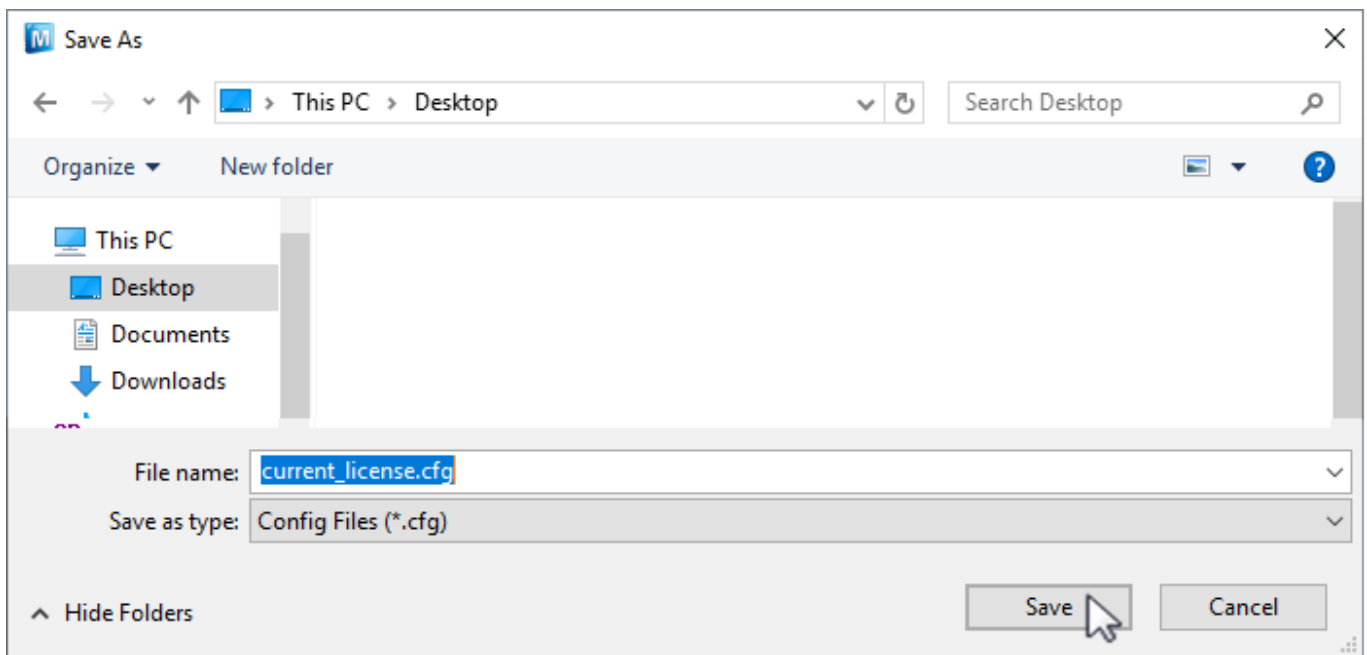 Save As
This PC > Desktop
Search Desktop
Organize
New folder
This PC
Desktop
Documents
Downloads
File name: current_license.cfg
Save as type: Config Files (*.cfg)
Hide Folders
Save
Cancel